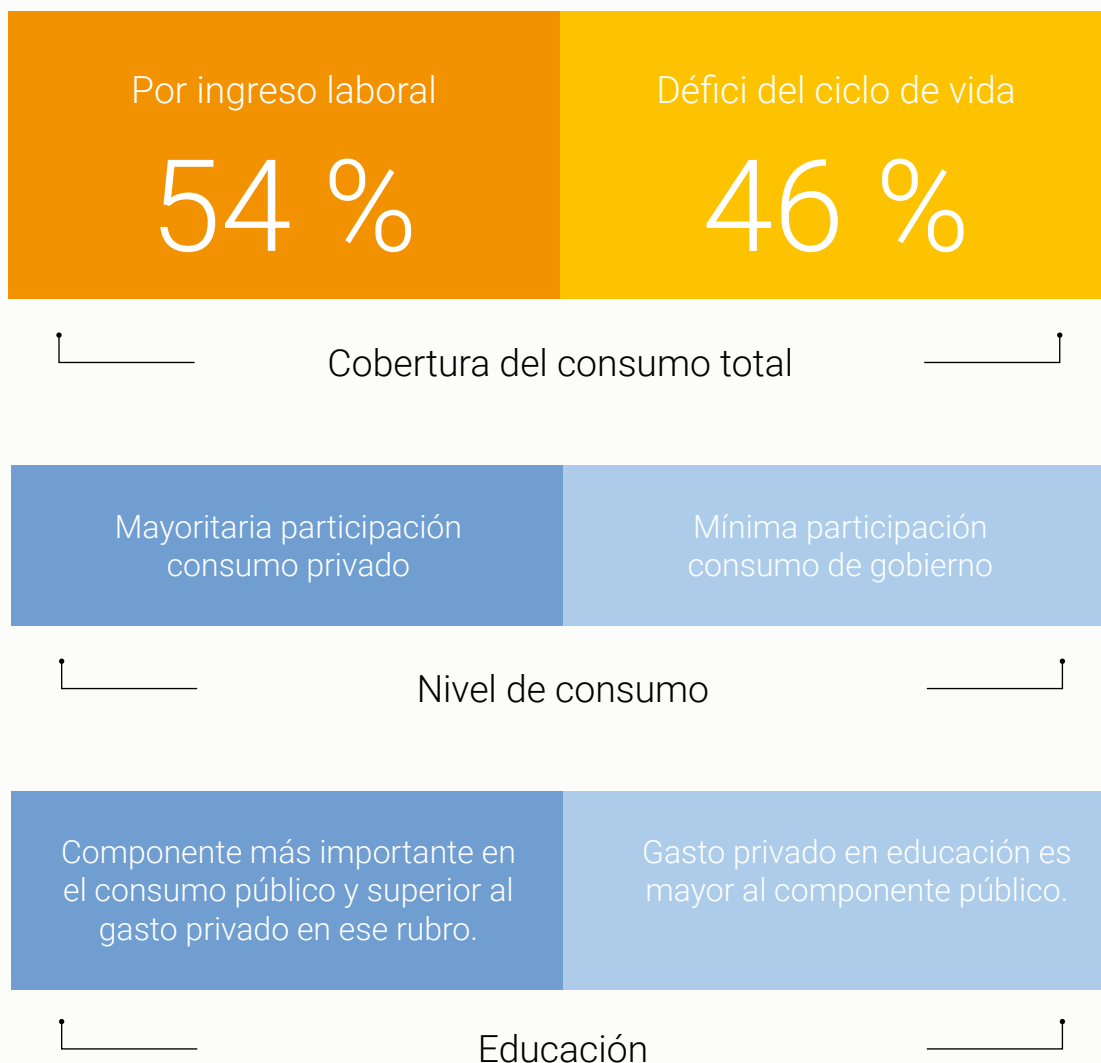 Por ingreso laboral
54 %
Défici del ciclo de vida
46 %
Cobertura del consumo total
Mayoritaria participación
consumo privado
Mínima participación
consumo de gobierno
Nivel de consumo
Componente más importante en
el consumo público y superior al
gasto privado en ese rubro.
Gasto privado en educación es
mayor al componente público.
Educación